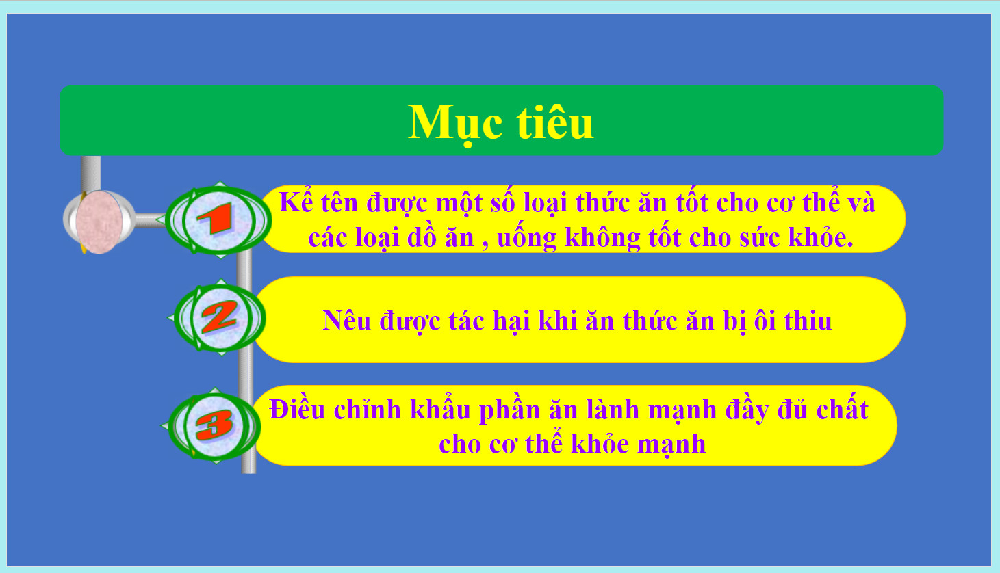 Mục tiêu
1
Kể tên được một số loại thức ăn tốt cho cơ thể và
các loại đồ ăn , uống không tốt cho sức khỏe.
2
Nêu được tác hại khi ăn thức ăn bị ôi thiu
3
Điều chỉnh khẩu phần ăn lành mạnh đầy đủ chất
cho cơ thể khỏe mạnh